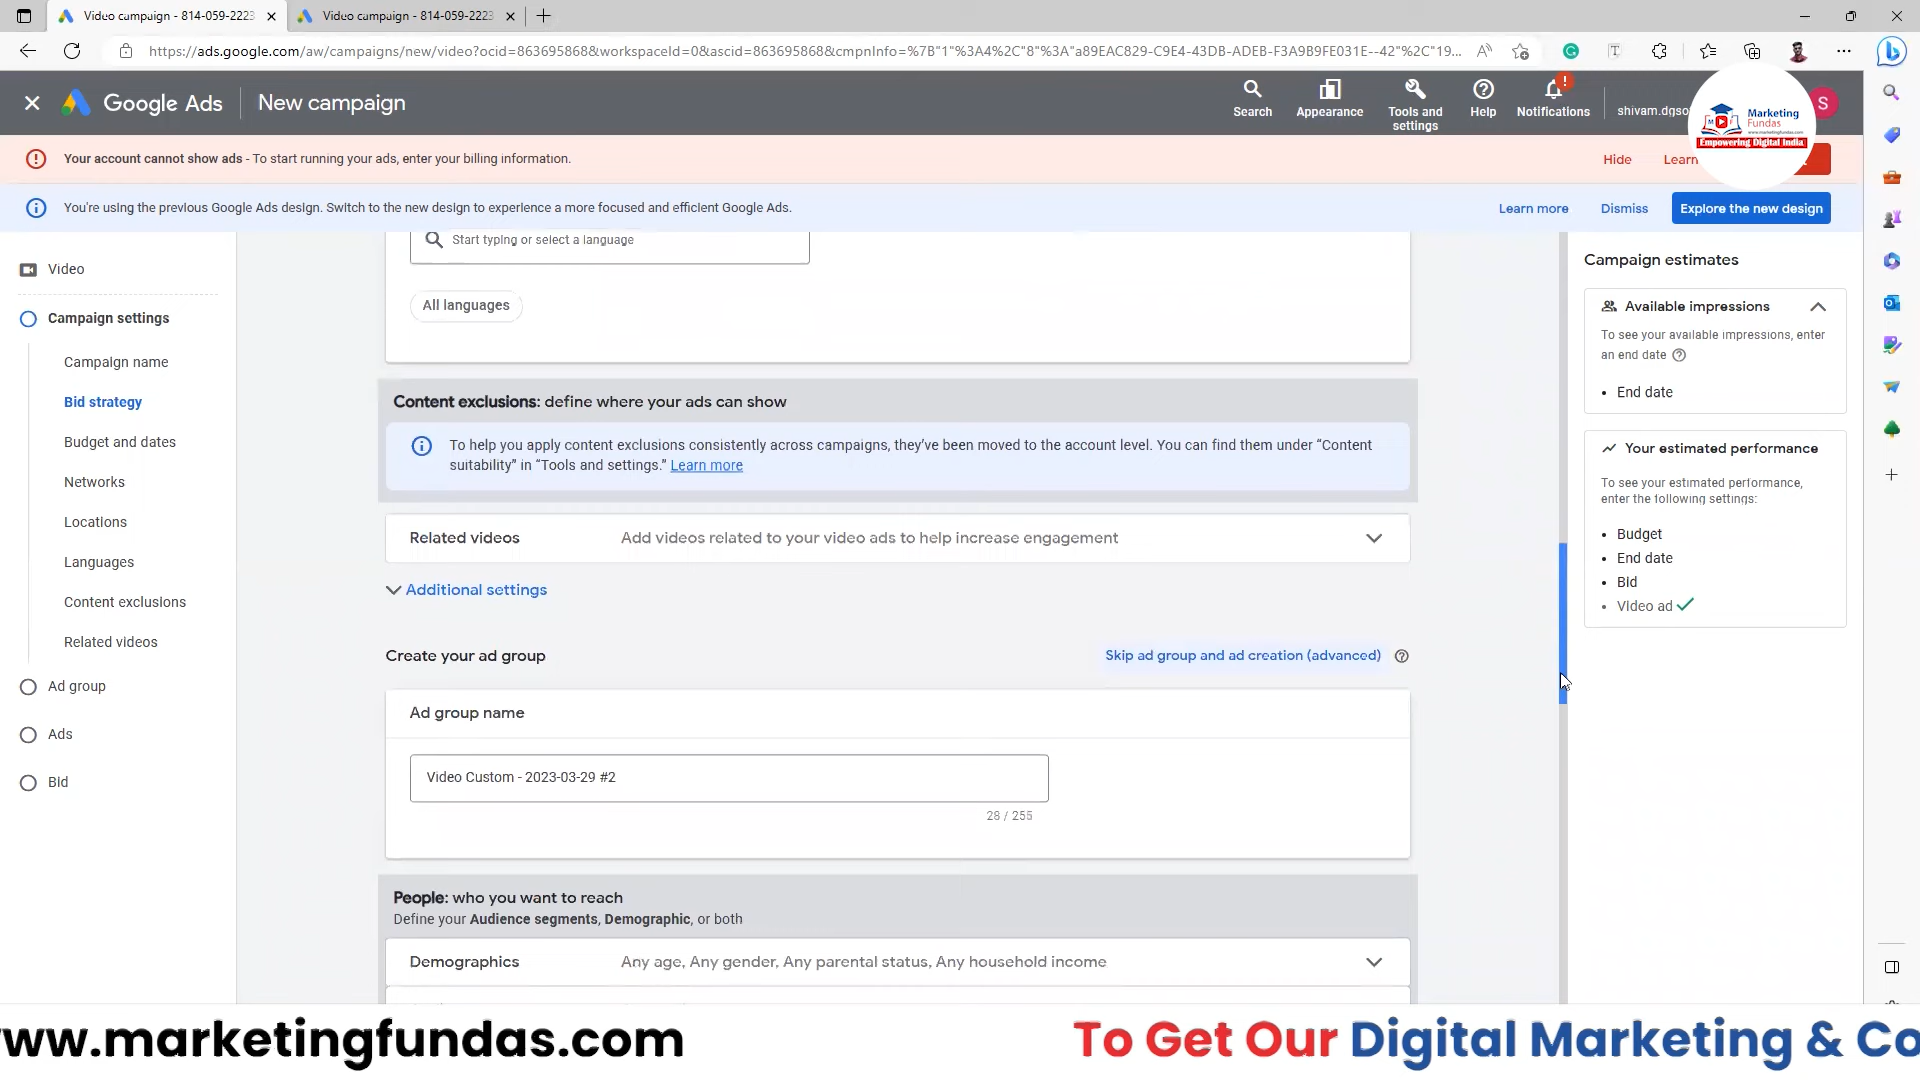 Video campaign - 814-059-2223
Video campaign - 814-059-2223
https://ads.google.com/aw/campaigns/new/video?ocid=863695868&workspaceId=0&ascid=863695868&cmpnInfo=%7B"1"%3A4%2C"8"%3A"a89EAC829-C9E4-43DB-ADEB-F3A9B9FE031E--42"%2C"19...
Google Ads
New campaign
Search
Appearance
Tools and
settings
Help
Notifications
shivam.dgso
S
Marketing
Fundas
www.marketingfundas.com
Empowering Digital India
Your account cannot show ads - To start running your ads, enter your billing information.
Hide
Learn
You're using the previous Google Ads design. Switch to the new design to experience a more focused and efficient Google Ads.
Learn more
Dismiss
Explore the new design
Video
Campaign settings
Campaign name
Bid strategy
Budget and dates
Networks
Locations
Languages
Content exclusions
Related videos
Ad group
Ads
Bid
Start typing or select a language
All languages
Content exclusions: define where your ads can show
To help you apply content exclusions consistently across campaigns, they've been moved to the account level. You can find them under “Content
suitability” in “Tools and settings.” Learn more
Related videos
Add videos related to your video ads to help increase engagement
Additional settings
Create your ad group
Skip ad group and ad creation (advanced)
Ad group name
Video Custom - 2023-03-29 #2
28 / 255
People: who you want to reach
Define your Audience segments, Demographic, or both
Demographics
Any age, Any gender, Any parental status, Any household income
Campaign estimates
Available impressions
To see your available impressions, enter
an end date
• End date
Your estimated performance
To see your estimated performance,
enter the following settings:
• Budget
• End date
• Bid
• Video ad
ww.marketingfundas.com
To Get Our Digital Marketing & Co